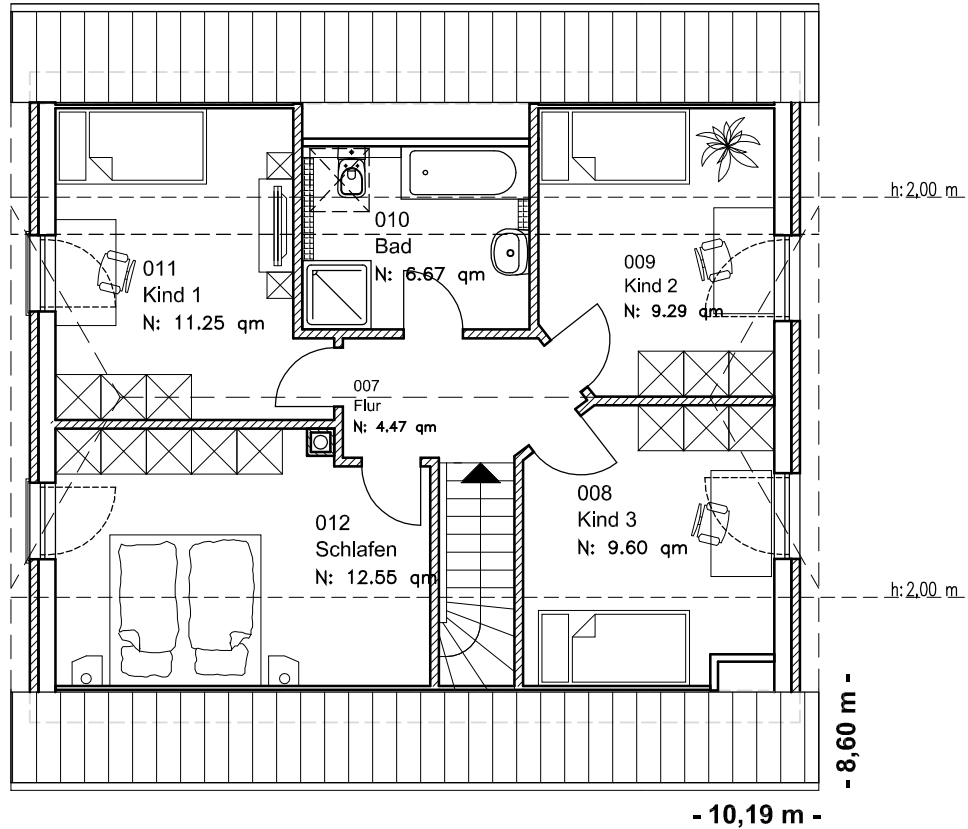 h: 2,00 m
010
Bad
N: 6.67 qm
011
Kind 1
N: 11.25 qm
009
Kind 2
N: 9.29 qm
007
Flur
N: 4.47 qm
008
Kind 3
N: 9.60 qm
012
Schlafen
N: 12.55 qm
h: 2,00 m
- 8,60 m -
- 10,19 m -